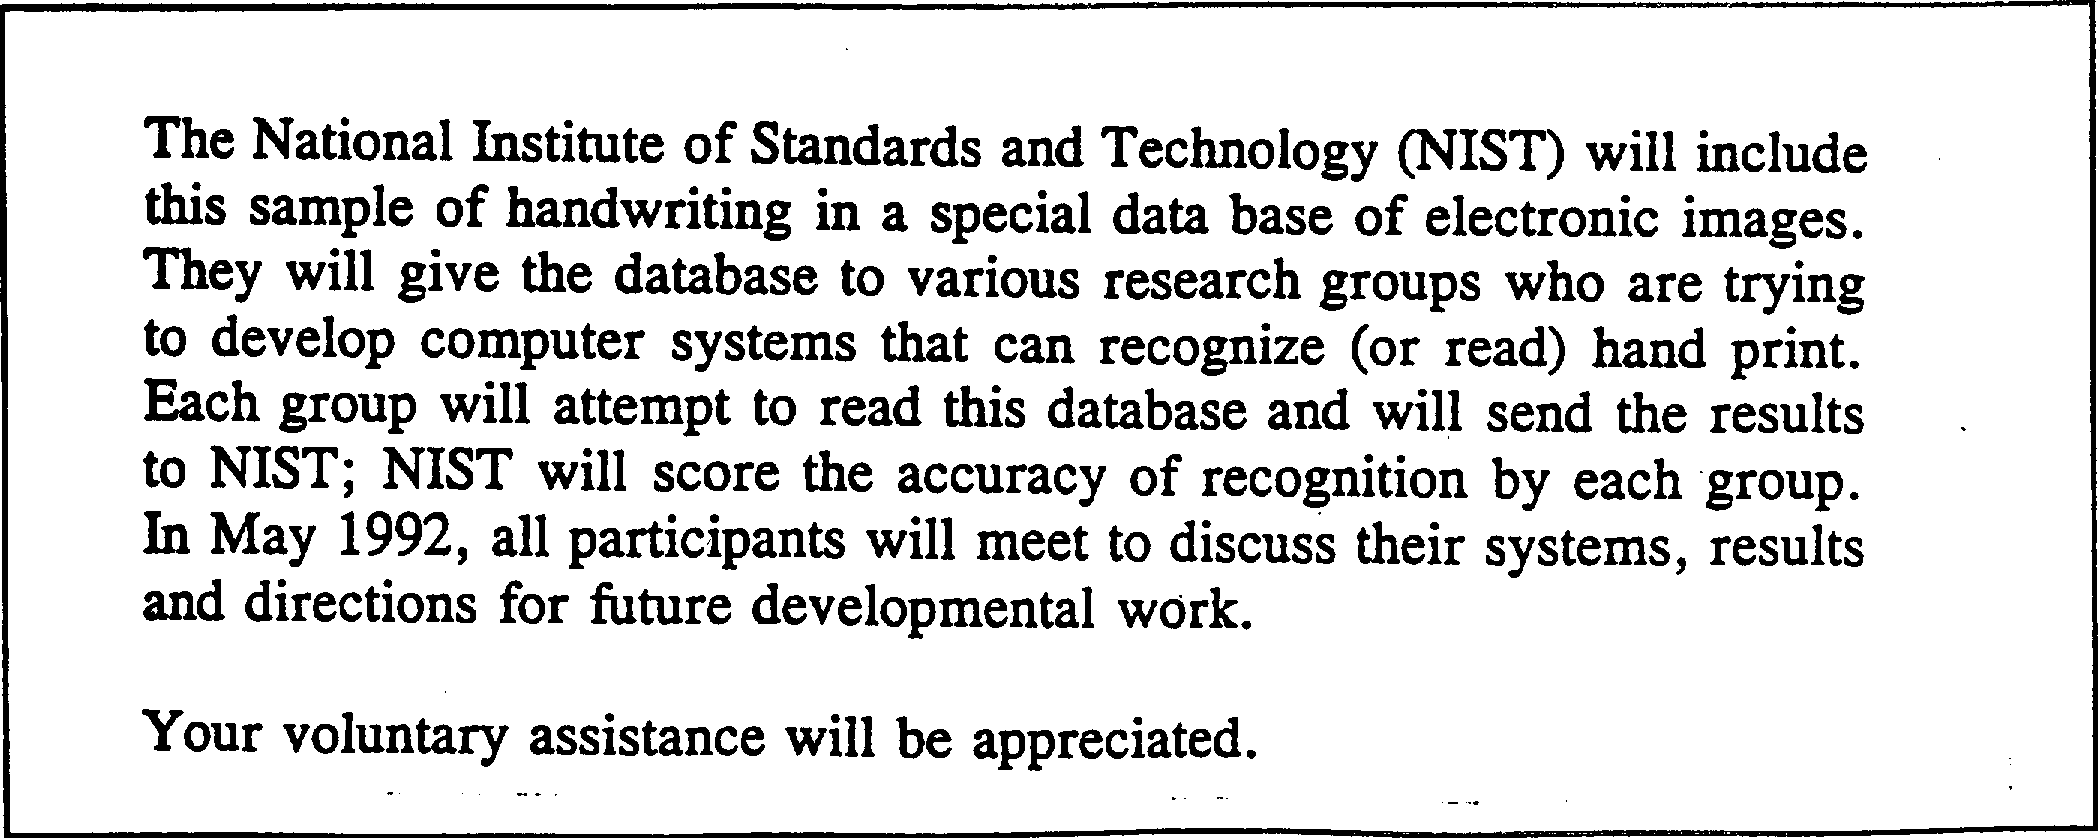 The National Institute of Standards and Technology (NIST) will include
this sample of handwriting in a special data base of electronic images.
They will give the database to various research groups who are trying
to develop computer systems that can recognize (or read) hand print.
Each group will attempt to read this database and will send the results
to NIST; NIST will score the accuracy of recognition by each group.
In May 1992, all participants will meet to discuss their systems, results
and directions for future developmental work.
Your voluntary assistance will be appreciated.